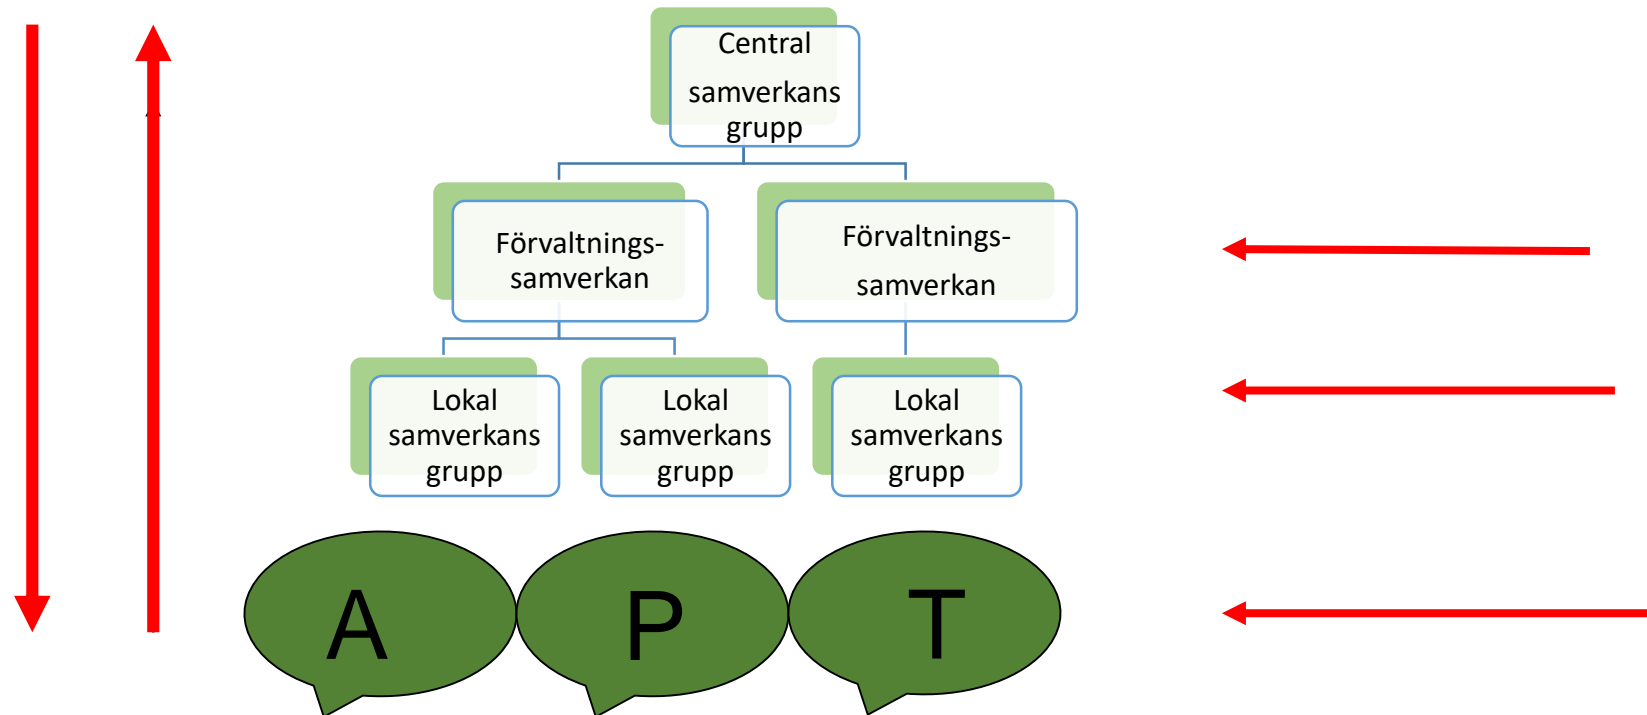 Central
samverkans
grupp
Förvaltnings-
samverkan
Förvaltnings-
samverkan
Lokal
samverkans
grupp
Lokal
samverkans
grupp
Lokal
samverkans
grupp
A P T